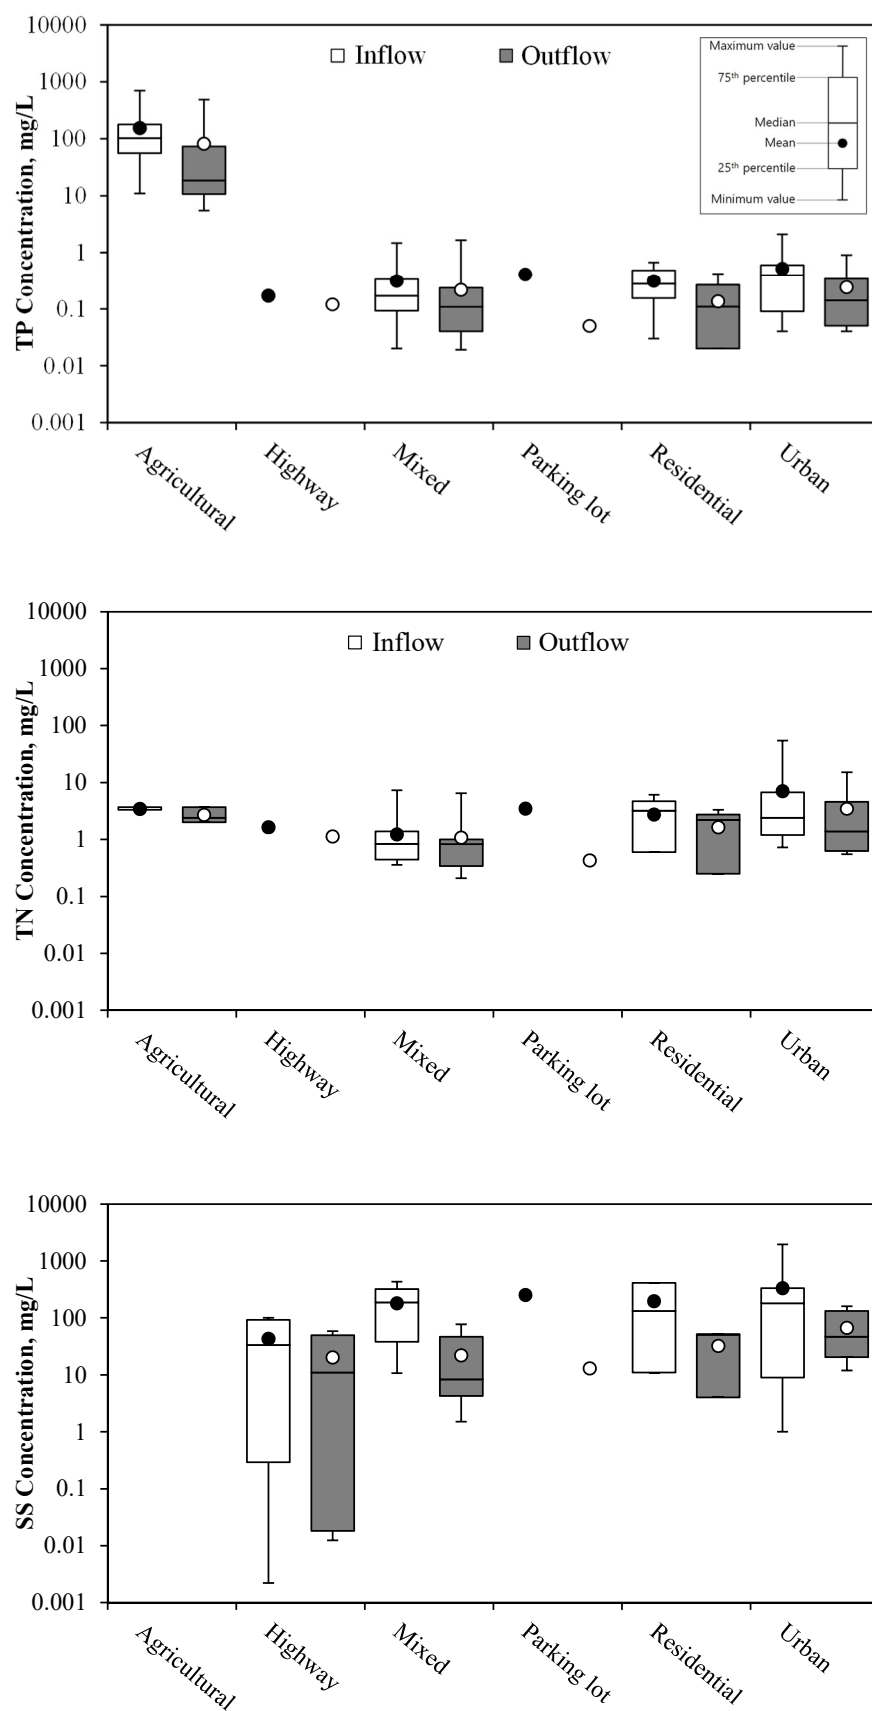 10000
1000
100
10
1
0.1
0.01
0.001
TP Concentration, mg/L
Inflow Outflow
Maximum value
75th percentile
Median
Mean
25th percentile
Minimum value
Agricultural Highway Mixed Parking lot Residential Urban
10000
1000
100
10
1
0.1
0.01
0.001
TN Concentration, mg/L
Inflow Outflow
Agricultural Highway Mixed Parking lot Residential Urban
10000
1000
100
10
1
0.1
0.01
0.001
SS Concentration, mg/L
Agricultural Highway Mixed Parking lot Residential Urban